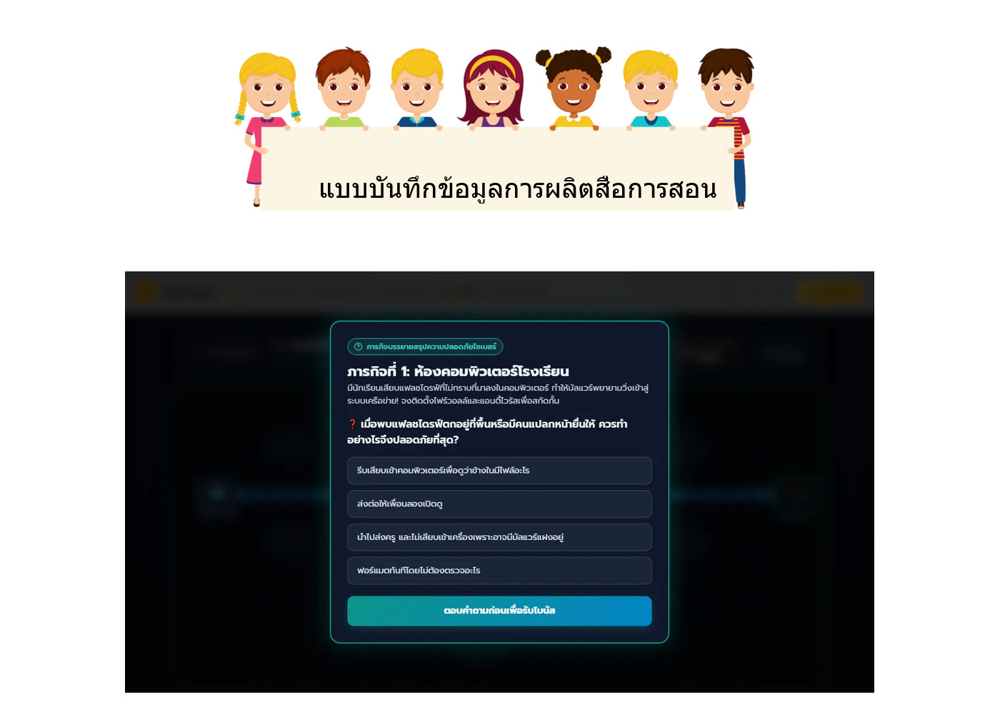 แบบบันทึกข้อมูลการผลิตสื่อการสอน
ภารกิจบรรยายสรุปความปลอดภัยไซเบอร์
ภารกิจที่ 1: ห้องคอมพิวเตอร์โรงเรียน
มีนักเรียนเสียบแฟลชไดรฟ์ที่ไม่ทราบที่มาลงในคอมพิวเตอร์ ทำให้มัลแวร์พยายามวิ่งเข้าสู่
ระบบเครือข่าย! จงติดตั้งไฟร์วอลล์และแอนตี้ไวรัสเพื่อสกัดกั้น
❓ เมื่อพบแฟลชไดรฟ์ตกอยู่ที่พื้นหรือมีคนแปลกหน้ายื่นให้ ควรทำ
อย่างไรจึงปลอดภัยที่สุด?
รีบเสียบเข้าคอมพิวเตอร์เพื่อดูว่าข้างในมีไฟล์อะไร
ส่งต่อให้เพื่อนลองเปิดดู
นำไปส่งครู และไม่เสียบเข้าเครื่องเพราะอาจมีมัลแวร์แฝงอยู่
ฟอร์แมตทันทีโดยไม่ต้องตรวจอะไร
ตอบคำถามก่อนเพื่อรับโบนัส